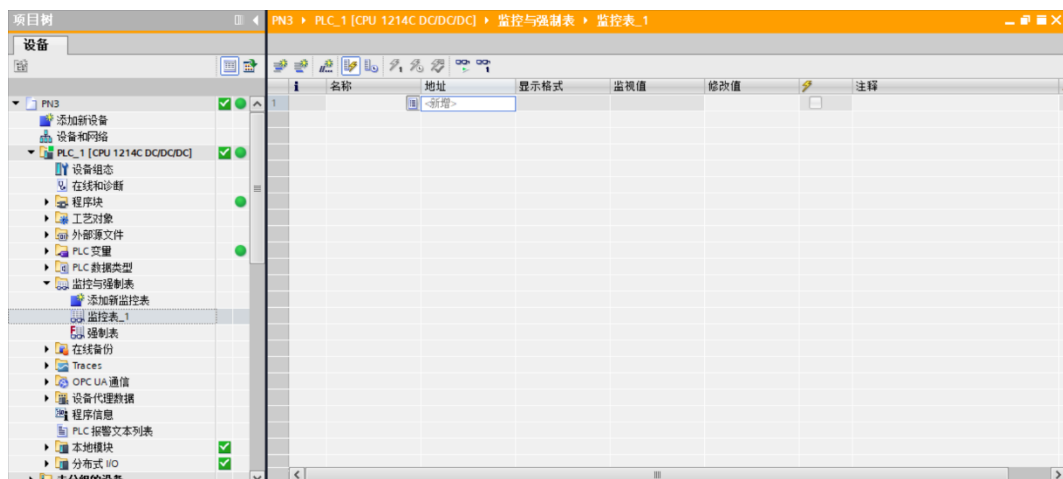 项目树
PN3 ▸ PLC_1 [CPU 1214C DC/DC/DC] ▸ 监控与强制表 ▸ 监控表_1
设备
i 名称 地址 显示格式 监视值 修改值 注释
1 <新增>
PN3
添加新设备
设备和网络
PLC_1 [CPU 1214C DC/DC/DC]
设备组态
在线和诊断
程序块
工艺对象
外部源文件
PLC 变量
PLC 数据类型
监控与强制表
添加新监控表
监控表_1
强制表
在线备份
Traces
OPC UA 通信
设备代理数据
程序信息
PLC 报警文本列表
本地模块
分布式 I/O